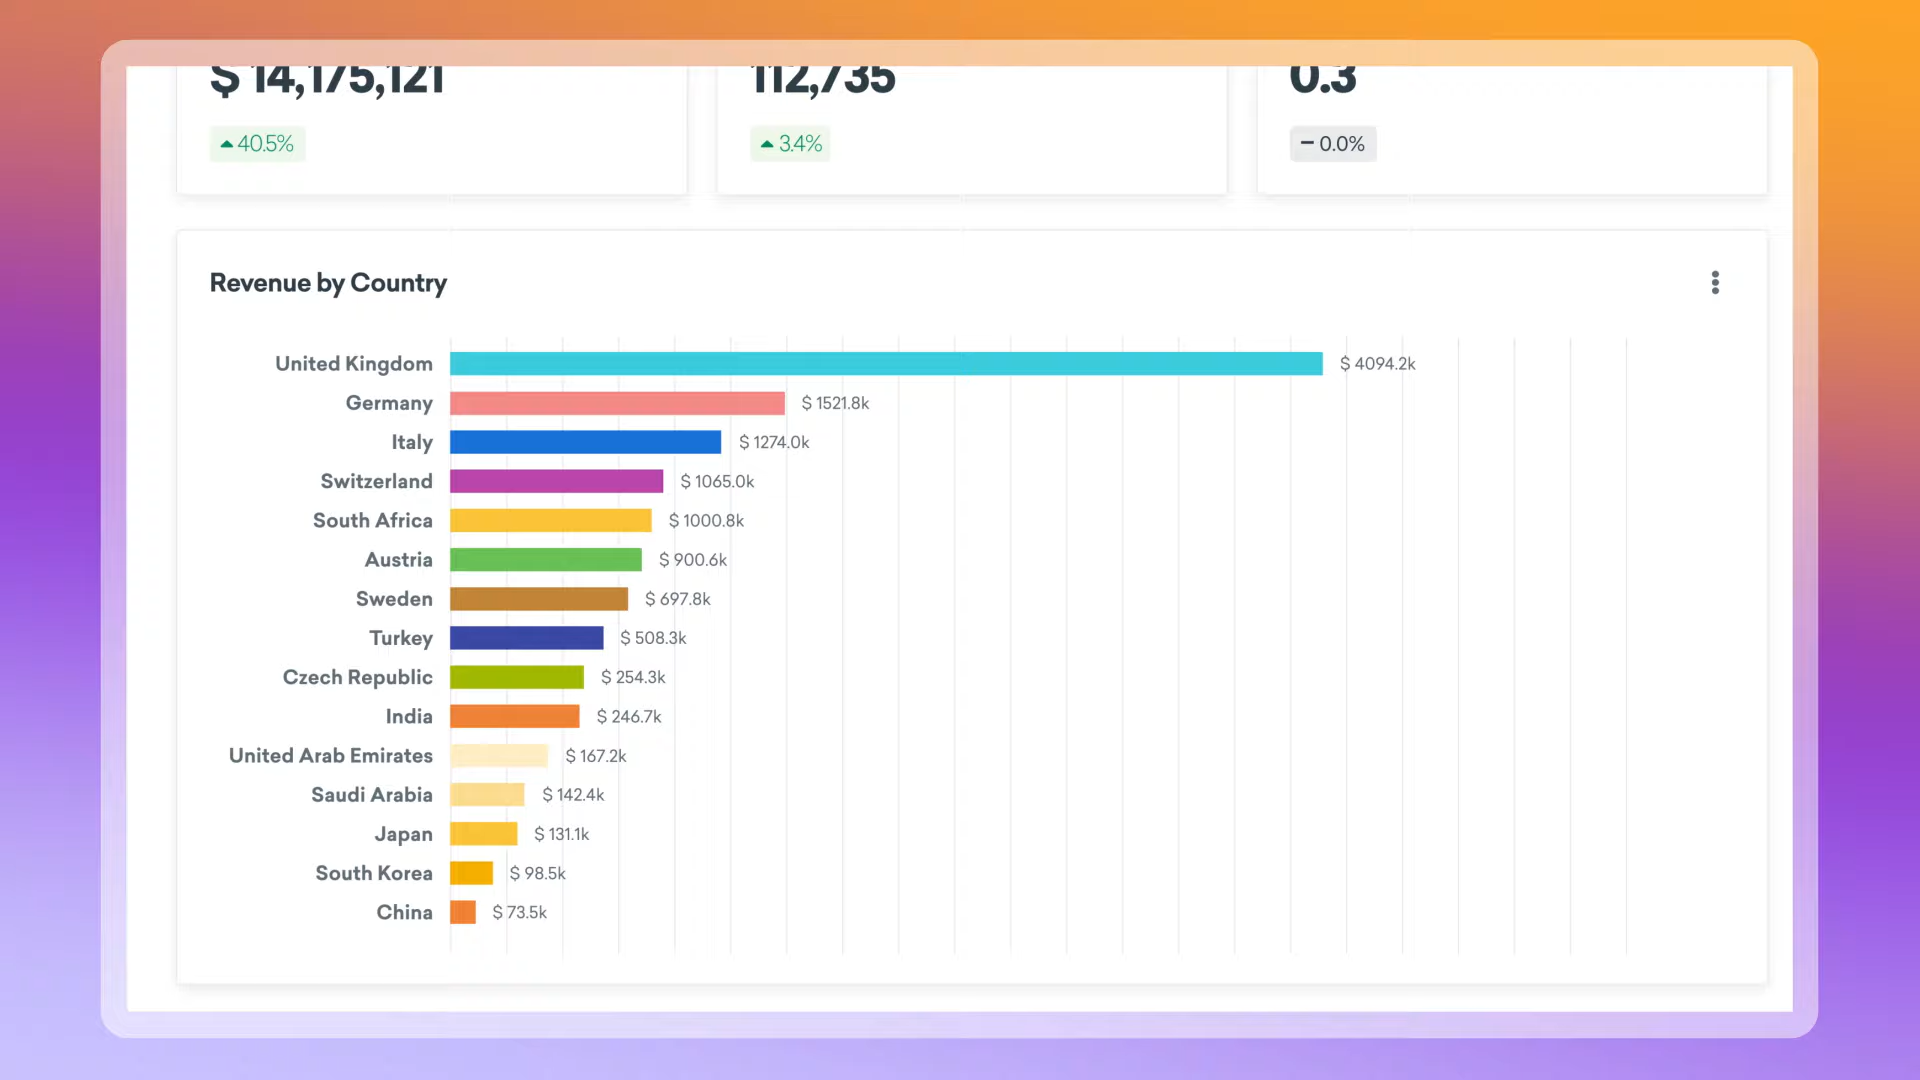 $ 14,175,121
112,735
0.3
40.5%
3.4%
0.0%
Revenue by Country
United Kingdom $ 4094.2k
Germany $ 1521.8k
Italy $ 1274.0k
Switzerland $ 1065.0k
South Africa $ 1000.8k
Austria $ 900.6k
Sweden $ 697.8k
Turkey $ 508.3k
Czech Republic $ 254.3k
India $ 246.7k
United Arab Emirates $ 167.2k
Saudi Arabia $ 142.4k
Japan $ 131.1k
South Korea $ 98.5k
China $ 73.5k